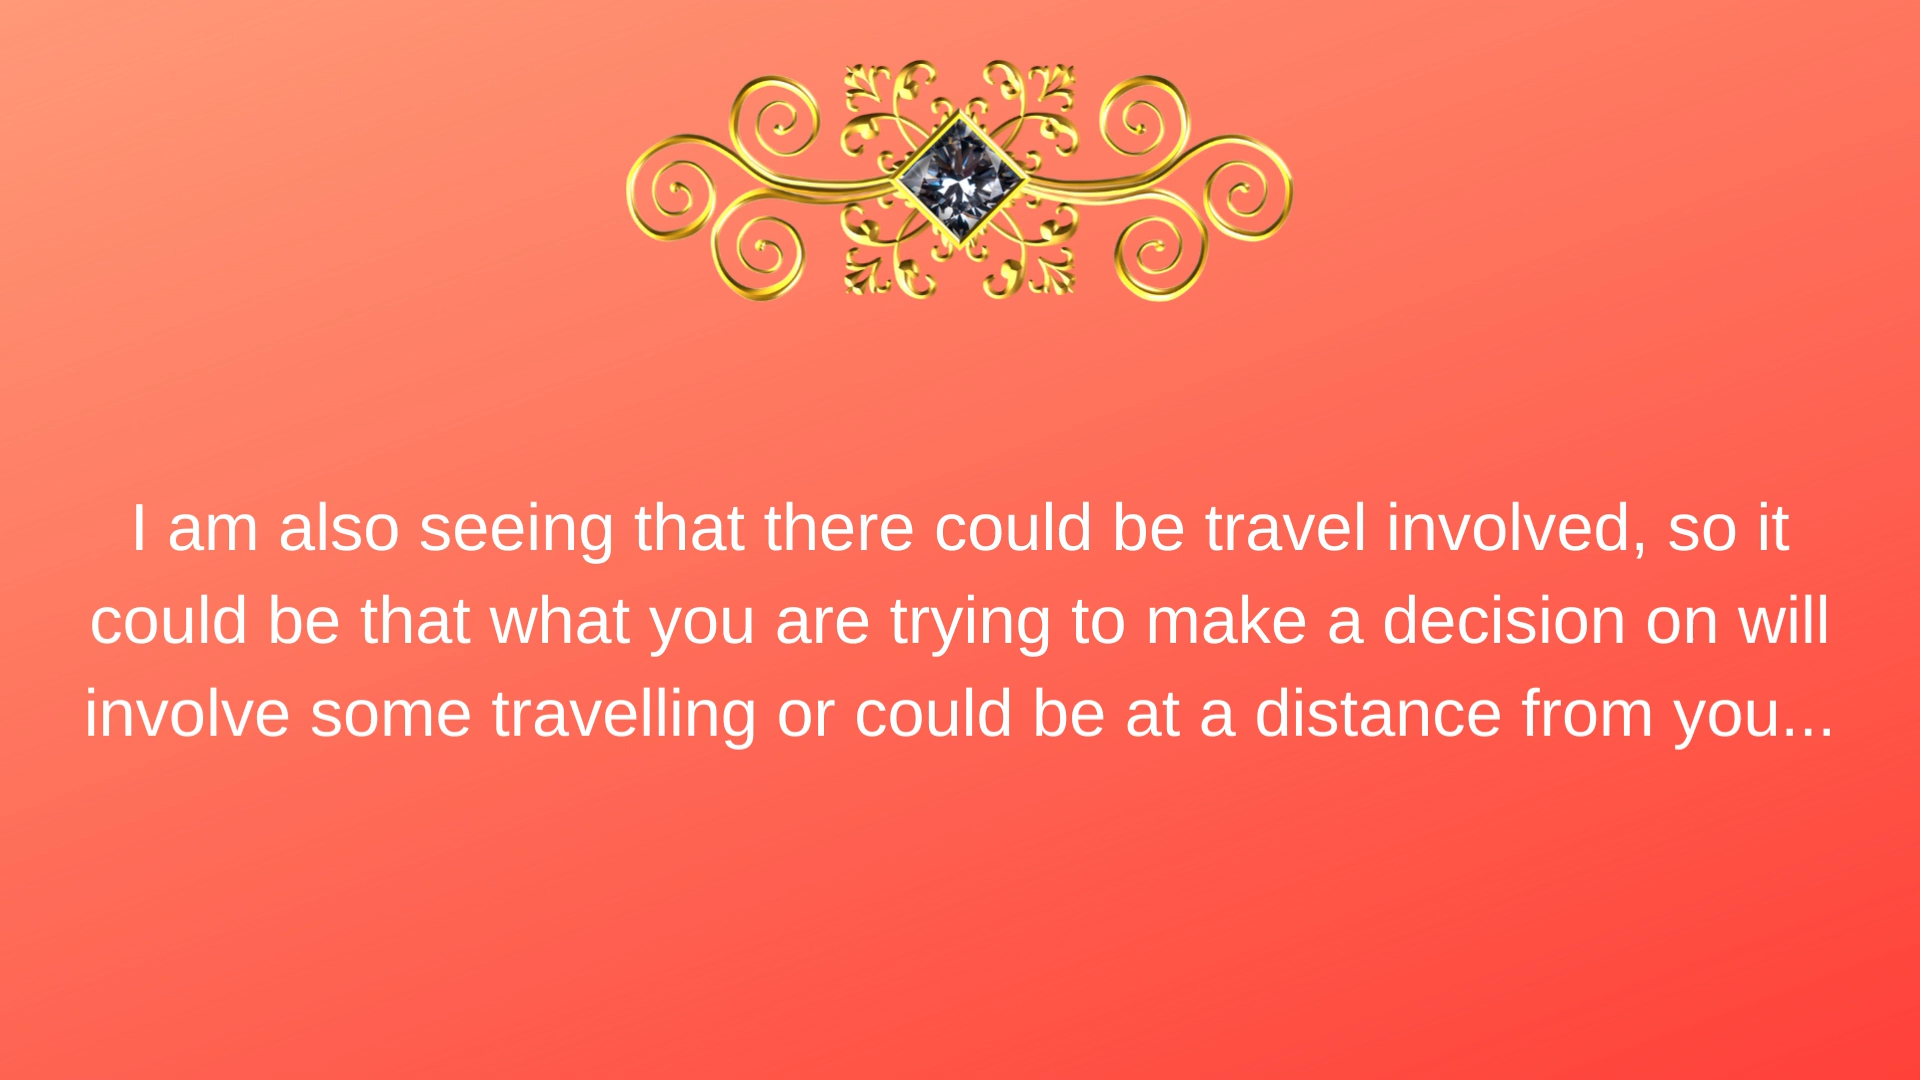 I am also seeing that there could be travel involved, so it
could be that what you are trying to make a decision on will
involve some travelling or could be at a distance from you...